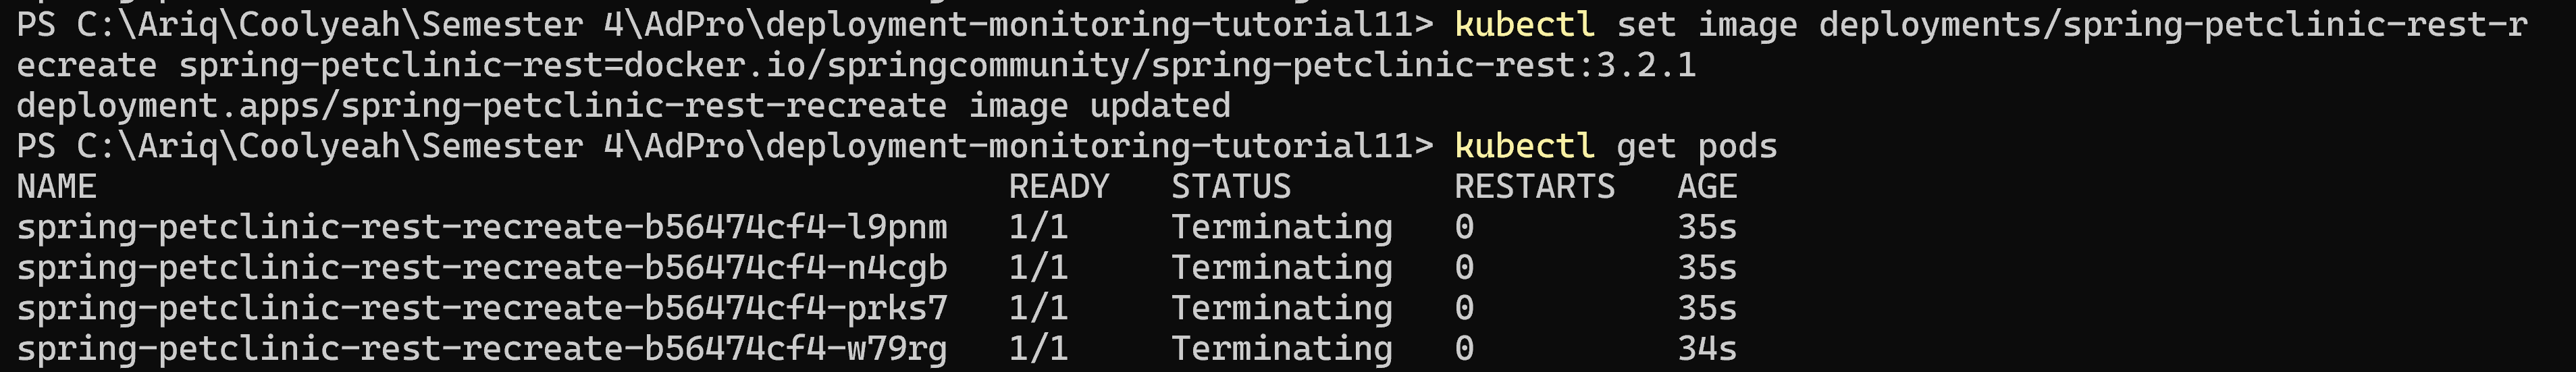 PS C:\Ariq\Coolyeah\Semester 4\AdPro\deployment-monitoring-tutorial11> kubectl set image deployments/spring-petclinic-rest-r
ecreate spring-petclinic-rest=docker.io/springcommunity/spring-petclinic-rest:3.2.1
deployment.apps/spring-petclinic-rest-recreate image updated
PS C:\Ariq\Coolyeah\Semester 4\AdPro\deployment-monitoring-tutorial11> kubectl get pods
NAME READY STATUS RESTARTS AGE
spring-petclinic-rest-recreate-b56474cf4-l9pnm 1/1 Terminating 0 35s
spring-petclinic-rest-recreate-b56474cf4-n4cgb 1/1 Terminating 0 35s
spring-petclinic-rest-recreate-b56474cf4-prks7 1/1 Terminating 0 35s
spring-petclinic-rest-recreate-b56474cf4-w79rg 1/1 Terminating 0 34s